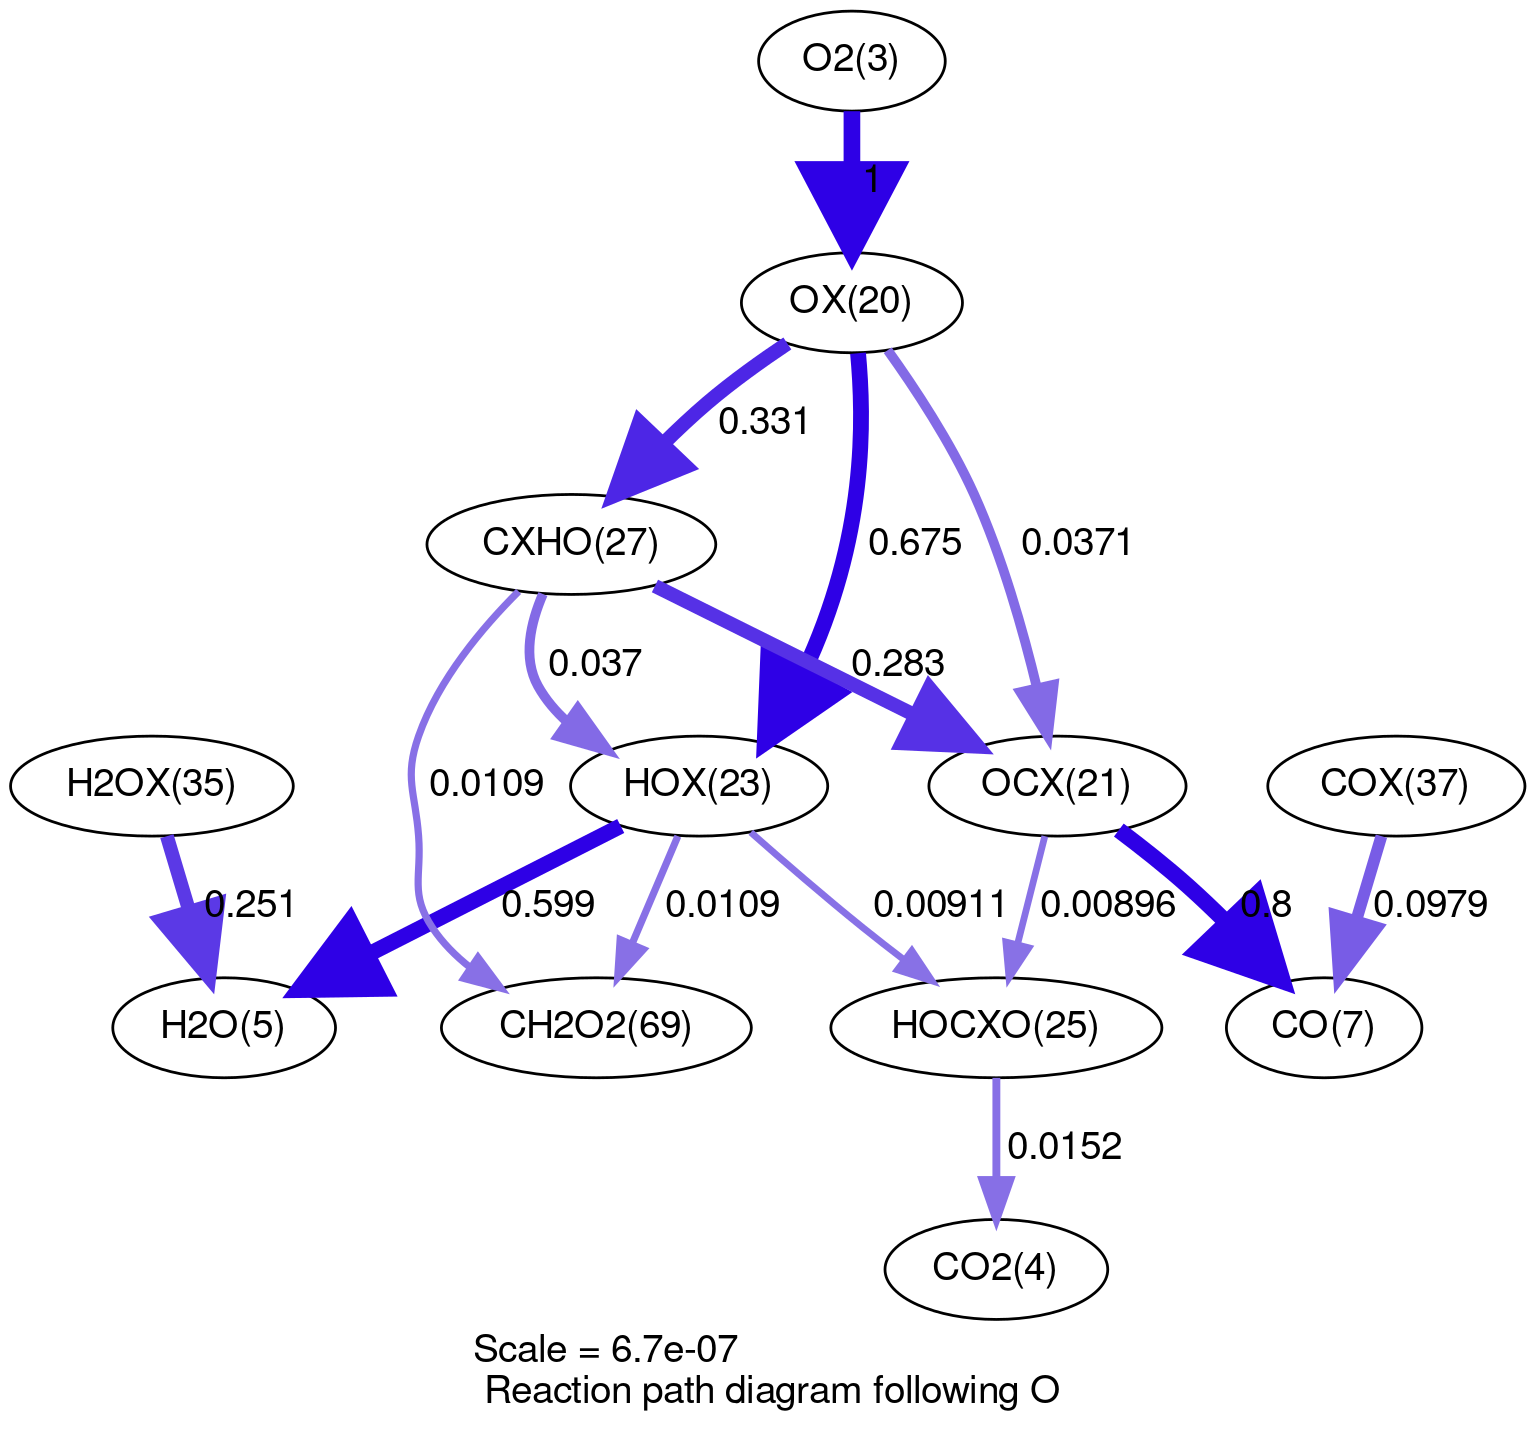 O2(3)
1
OX(20)
0.331
CXHO(27)
0.675
0.0371
0.037
0.283
0.0109
H2OX(35)
HOX(23)
OCX(21)
COX(37)
0.251
0.599
0.0109
0.00911
0.00896
0.8
0.0979
H2O(5)
CH2O2(69)
HOCXO(25)
CO(7)
0.0152
CO2(4)
Scale = 6.7e-07
Reaction path diagram following O